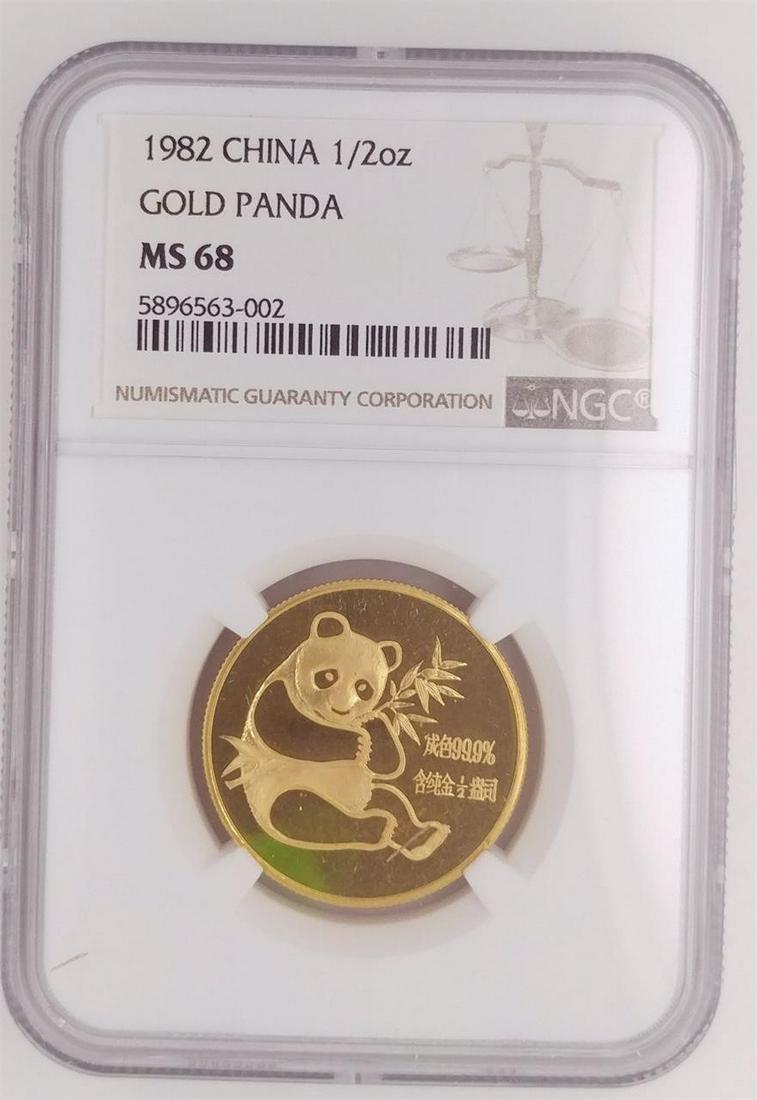 1982 CHINA 1/2oz
GOLD PANDA
MS 68
5896563-002
NUMISMATIC GUARANTY CORPORATION
NGC®
成色99.9%
含纯金½盎司